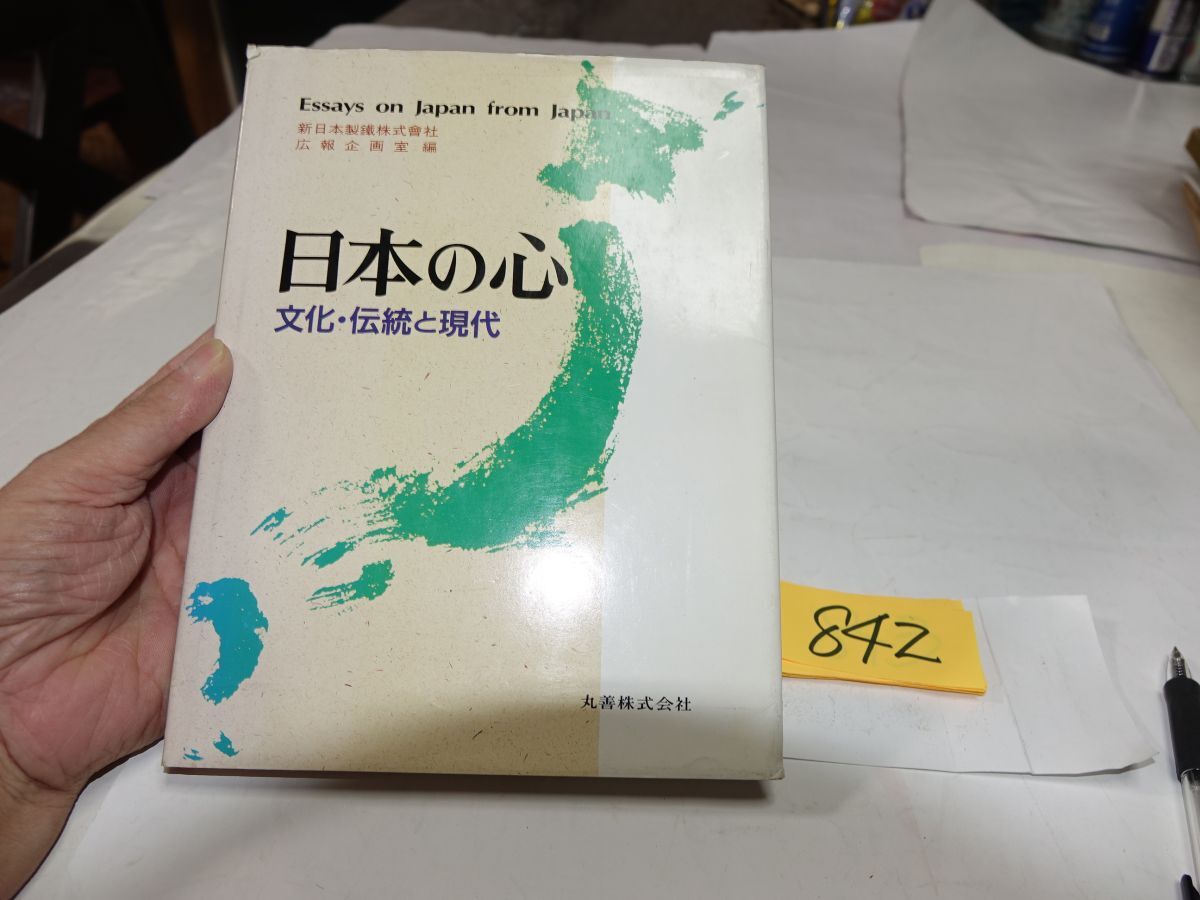 Essays on Japan from Japan
新日本製鐵株式會社
広報企画室編
日本の心
文化・伝統と現代
丸善株式会社
842